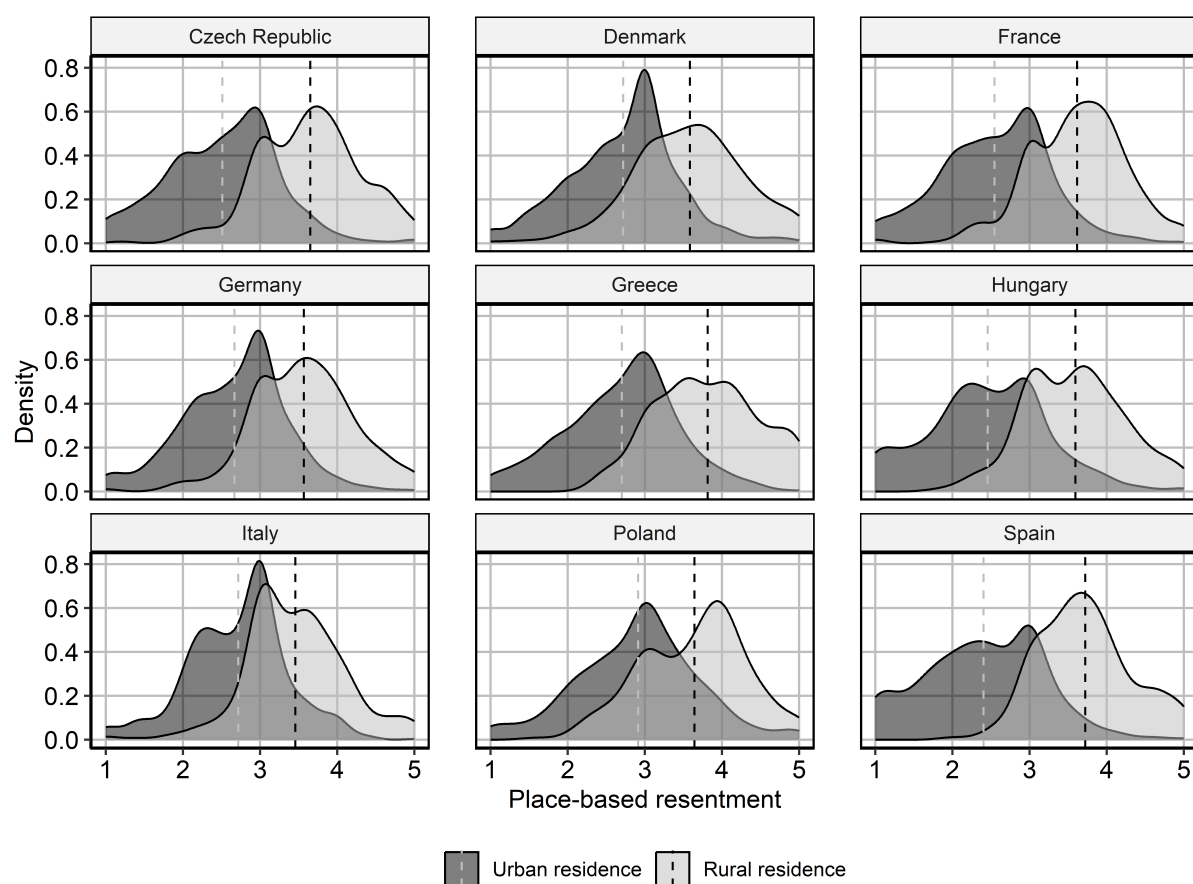 Czech Republic Denmark France
0.8
0.6
0.4
0.2
0.0
Germany Greece Hungary
0.8
0.6
0.4
0.2
0.0
Density
Italy Poland Spain
0.8
0.6
0.4
0.2
0.0
1 2 3 4 5 1 2 3 4 5 1 2 3 4 5
Place-based resentment
Urban residence Rural residence